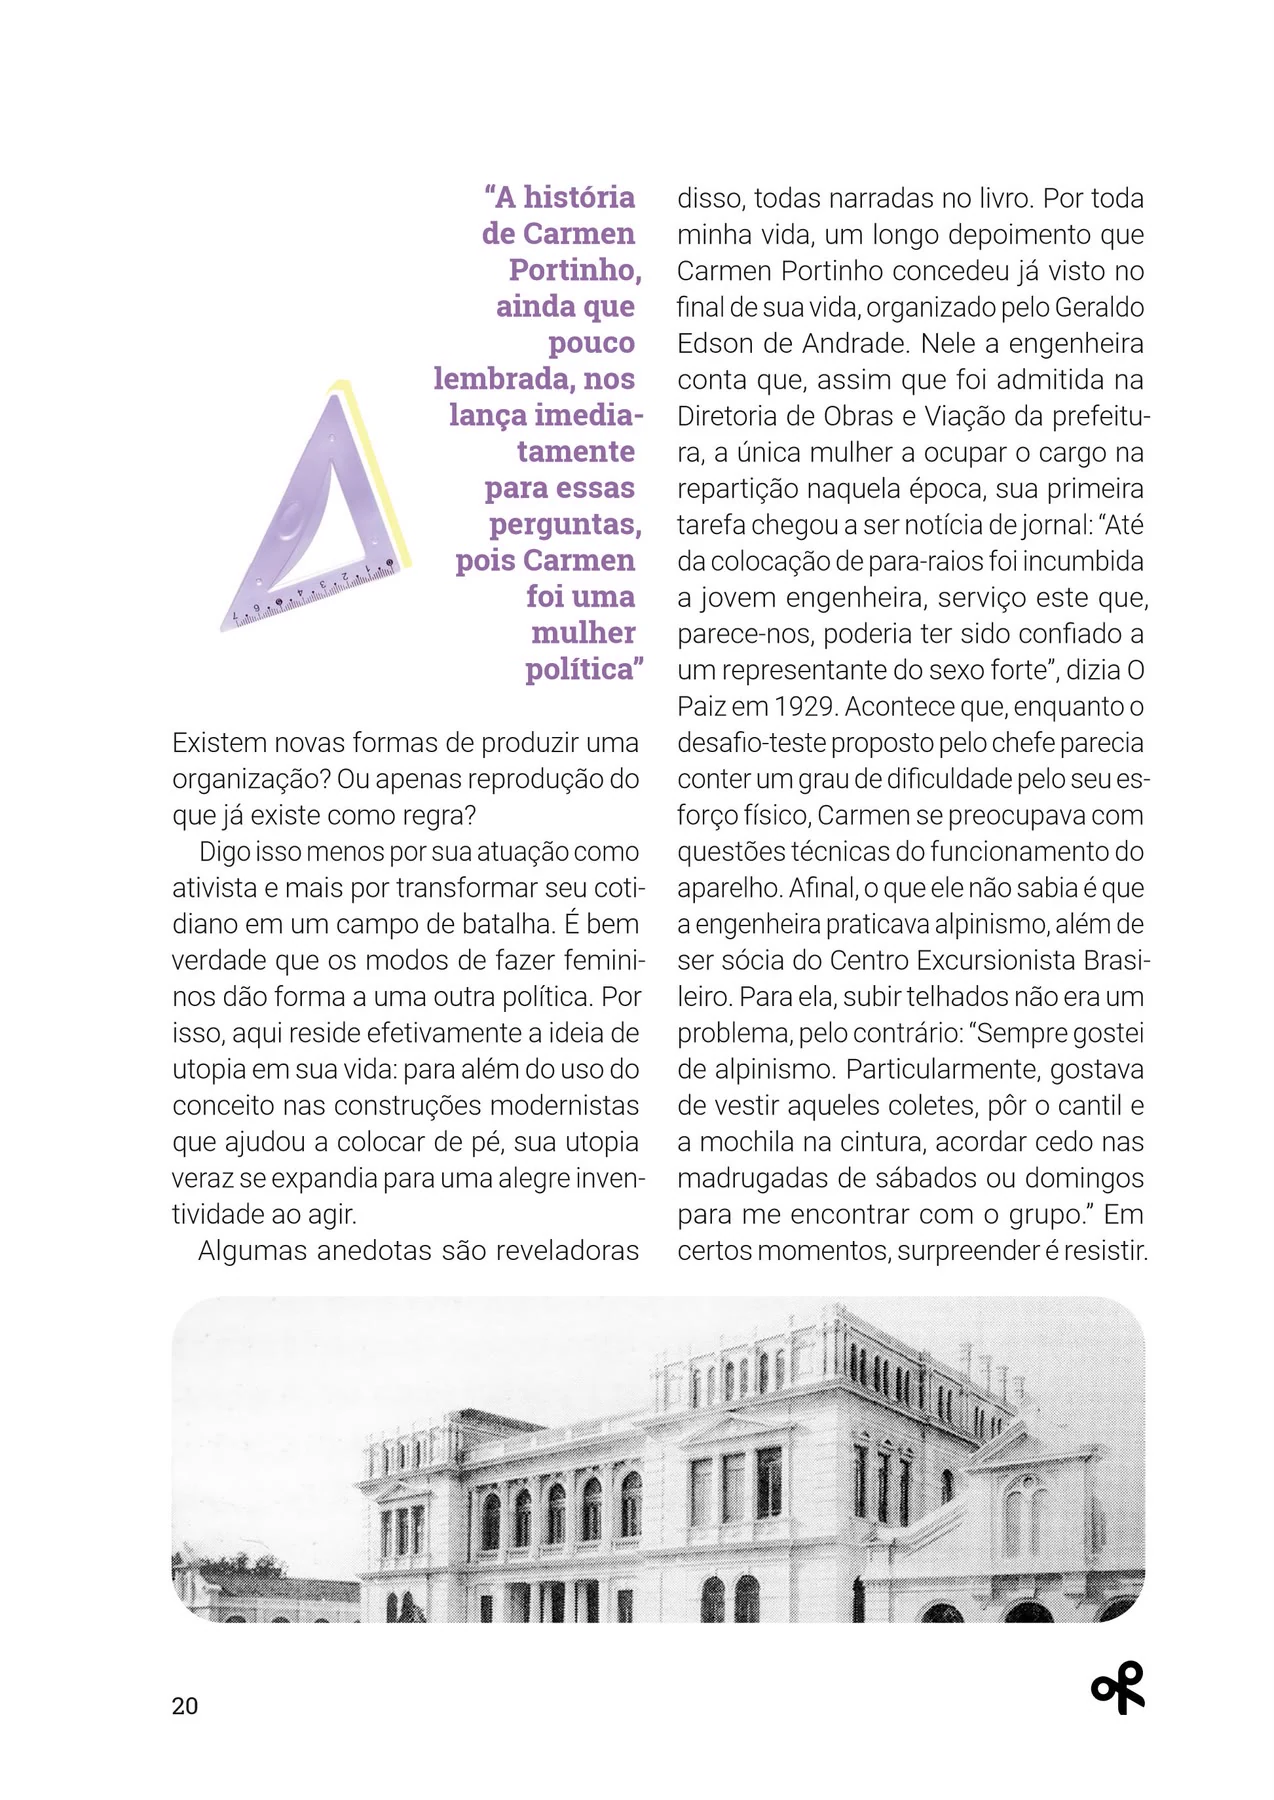 “A história
de Carmen
Portinho,
ainda que
pouco
lembrada, nos
lança imedia-
tamente
para essas
perguntas,
pois Carmen
foi uma
mulher
política”
1 2 3 4 5 6 7
Existem novas formas de produzir uma
organização? Ou apenas reprodução do
que já existe como regra?
Digo isso menos por sua atuação como
ativista e mais por transformar seu coti-
diano em um campo de batalha. É bem
verdade que os modos de fazer femini-
nos dão forma a uma outra política. Por
isso, aqui reside efetivamente a ideia de
utopia em sua vida: para além do uso do
conceito nas construções modernistas
que ajudou a colocar de pé, sua utopia
veraz se expandia para uma alegre inven-
tividade ao agir.
Algumas anedotas são reveladoras
disso, todas narradas no livro. Por toda
minha vida, um longo depoimento que
Carmen Portinho concedeu já visto no
final de sua vida, organizado pelo Geraldo
Edson de Andrade. Nele a engenheira
conta que, assim que foi admitida na
Diretoria de Obras e Viação da prefeitu-
ra, a única mulher a ocupar o cargo na
repartição naquela época, sua primeira
tarefa chegou a ser notícia de jornal: “Até
da colocação de para-raios foi incumbida
a jovem engenheira, serviço este que,
parece-nos, poderia ter sido confiado a
um representante do sexo forte”, dizia O
Paiz em 1929. Acontece que, enquanto o
desafio-teste proposto pelo chefe parecia
conter um grau de dificuldade pelo seu es-
forço físico, Carmen se preocupava com
questões técnicas do funcionamento do
aparelho. Afinal, o que ele não sabia é que
a engenheira praticava alpinismo, além de
ser sócia do Centro Excursionista Brasi-
leiro. Para ela, subir telhados não era um
problema, pelo contrário: “Sempre gostei
de alpinismo. Particularmente, gostava
de vestir aqueles coletes, pôr o cantil e
a mochila na cintura, acordar cedo nas
madrugadas de sábados ou domingos
para me encontrar com o grupo.” Em
certos momentos, surpreender é resistir.
20